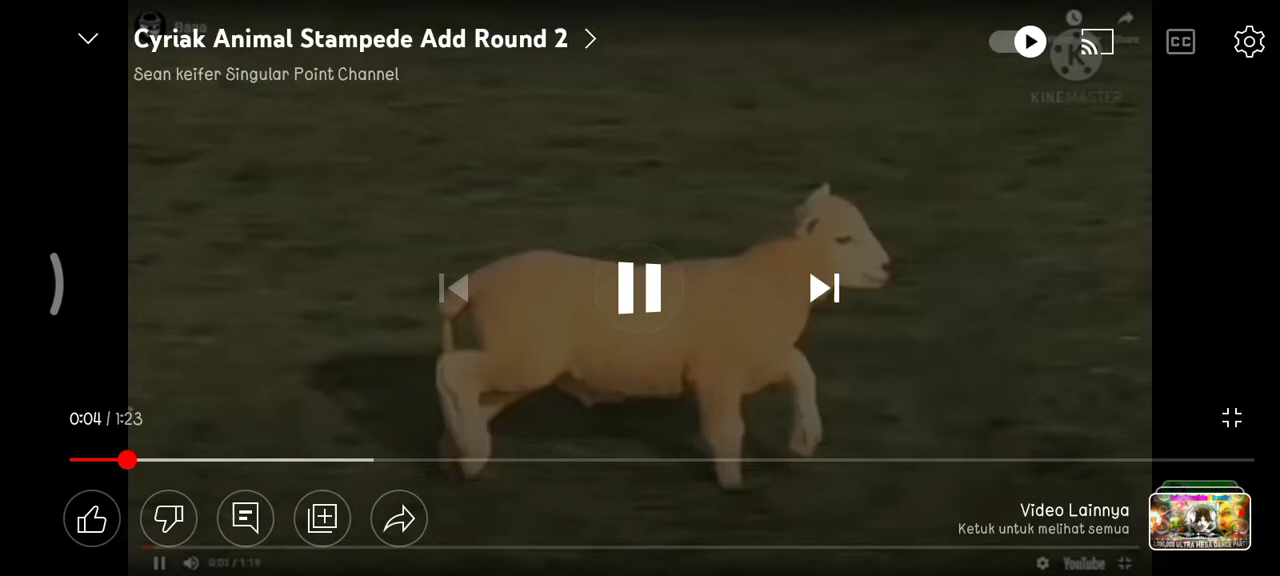 Cyriak Animal Stampede Add Round 2
Sean keifer Singular Point Channel
CC
K
KINEMASTER
0:04 / 1:23
Video Lainnya
Ketuk untuk melihat semua
YouTube